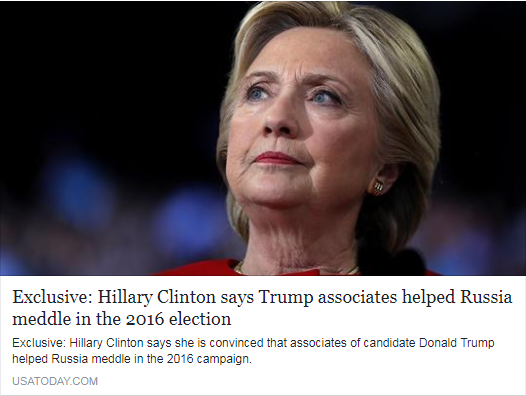 Exclusive: Hillary Clinton says Trump associates helped Russia
meddle in the 2016 election
Exclusive: Hillary Clinton says she is convinced that associates of candidate Donald Trump
helped Russia meddle in the 2016 campaign.
USATODAY.COM